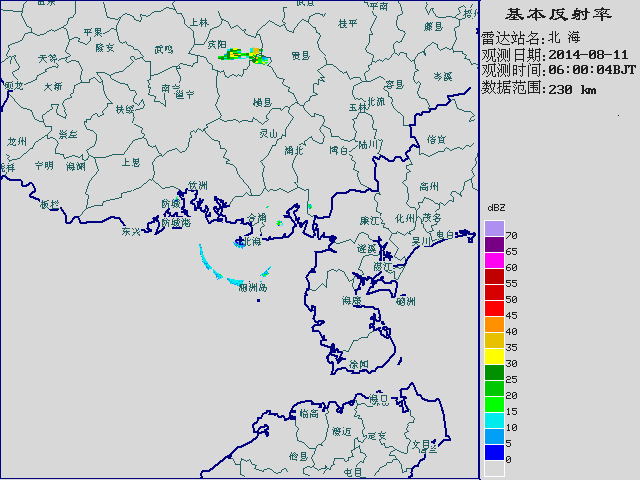 基本反射率
雷达站名:北 海
观测日期:2014-08-11
观测时间:06:00:04BJT
数据范围:230 km
dBZ
70
65
60
55
50
45
40
35
30
25
20
15
10
5
0
上林
桂平
平南
藤县
苹果
隆安
武鸣
宾阳
贵县
天等
大新
南宁
邕宁
横县
容县
岑溪
玉林
北流
扶绥
崇左
灵山
龙州
宁明
上思
浦北
博白
陆川
信宜
高州
钦州
防城
防城港
东兴
合浦
北海
涠洲岛
廉江
化州
茂名
吴川
电白
遂溪
湛江
海康
硇洲
徐闻
海口
临高
澄迈
定安
文昌
儋县
屯昌